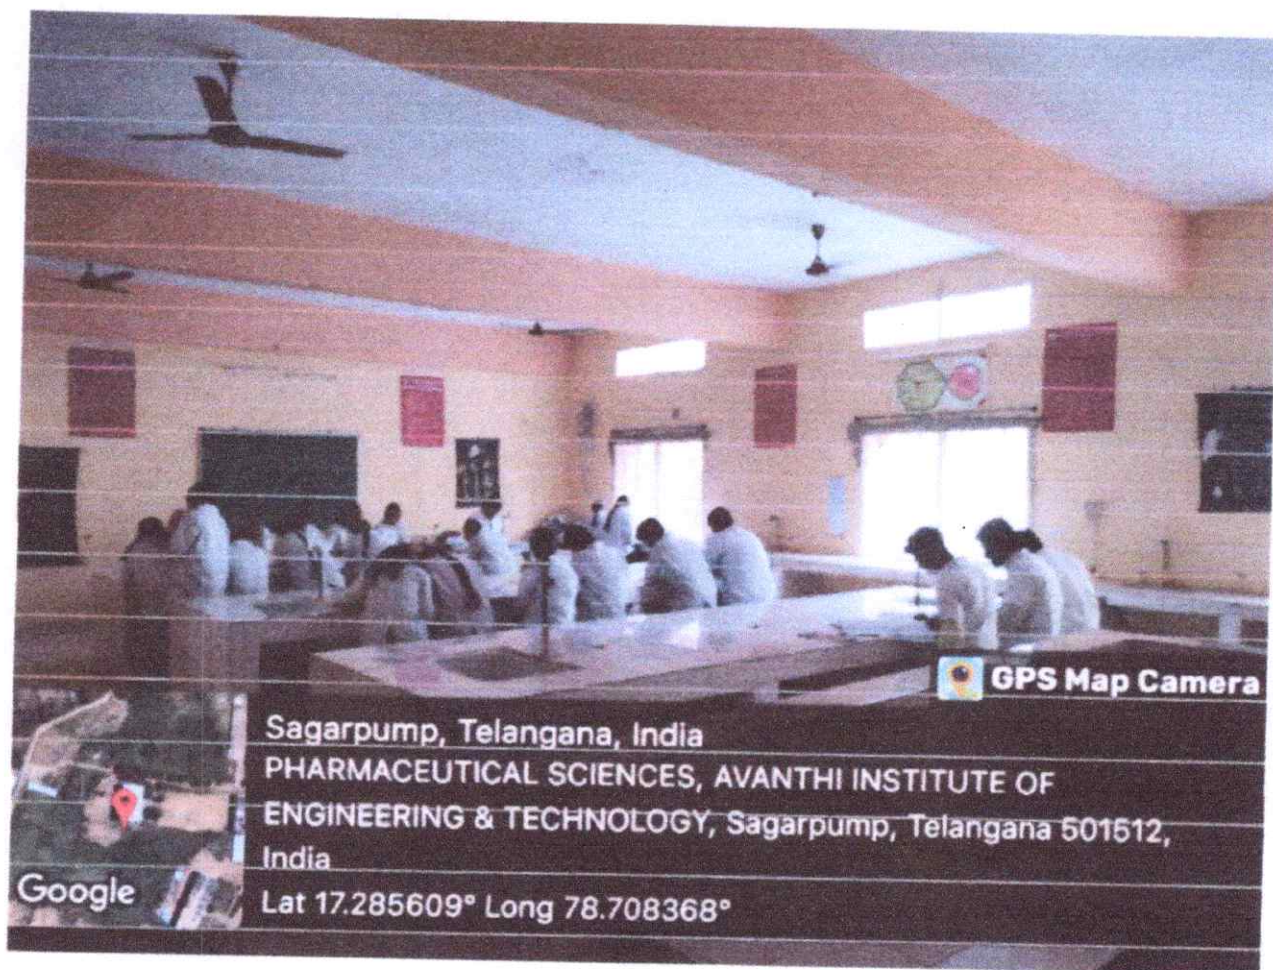 GPS Map Camera
Sagarpump, Telangana, India
PHARMACEUTICAL SCIENCES, AVANTHI INSTITUTE OF
ENGINEERING & TECHNOLOGY, Sagarpump, Telangana 501512,
India
Lat 17.285609° Long 78.708368°
Google